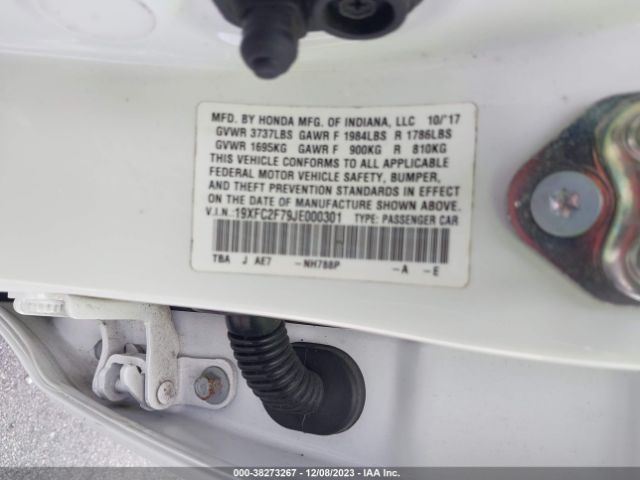 MFD. BY HONDA MFG. OF INDIANA, LLC 10/'17
GVWR 3737LBS GAWR F 1984LBS R 1786LBS
GVWR 1695KG GAWR F 900KG R 810KG
THIS VEHICLE CONFORMS TO ALL APPLICABLE
FEDERAL MOTOR VEHICLE SAFETY, BUMPER,
AND THEFT PREVENTION STANDARDS IN EFFECT
ON THE DATE OF MANUFACTURE SHOWN ABOVE.
V.I.N.:19XFC2F79JE000301 TYPE: PASSENGER CAR
TBA J AE7 -NH788P -A -E
000-38273267 - 12/08/2023 - IAA Inc.